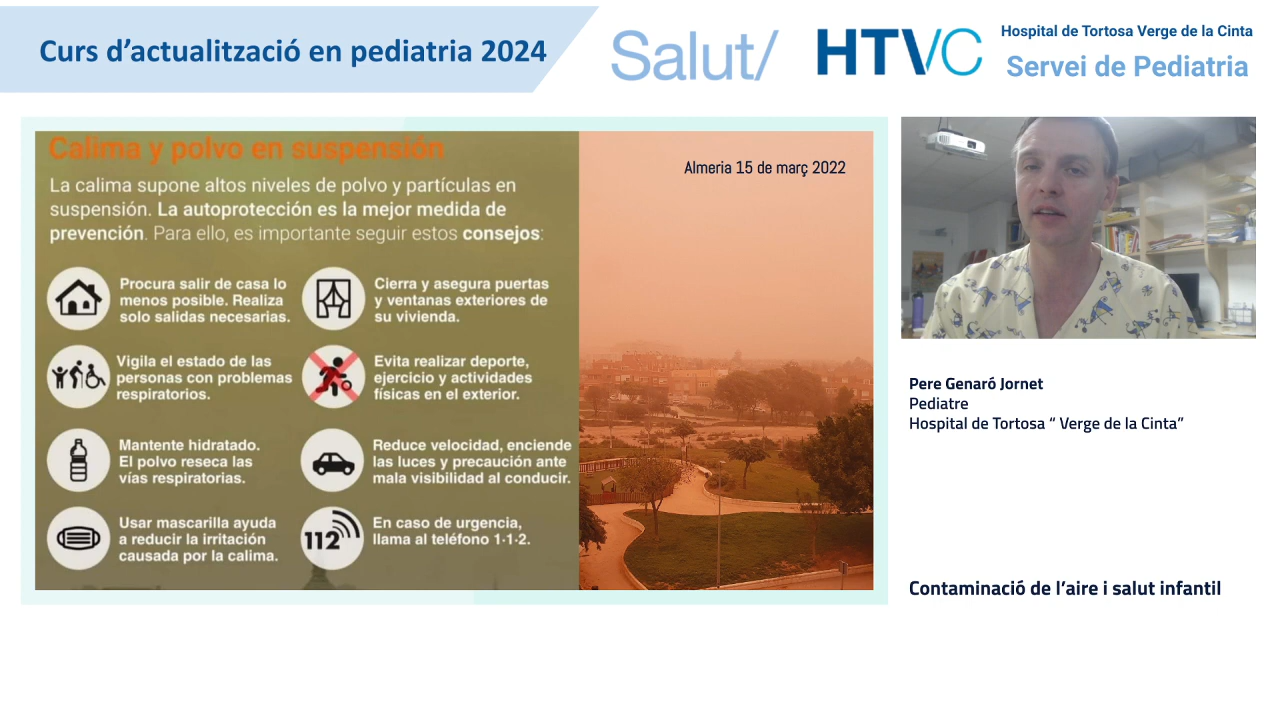 Curs d’actualització en pediatria 2024
Salut/
HTVC
Hospital de Tortosa Verge de la Cinta
Servei de Pediatria
Calima y polvo en suspensión
La calima supone altos niveles de polvo y partículas en
suspensión. La autoprotección es la mejor medida de
prevención. Para ello, es importante seguir estos consejos:
Procura salir de casa lo
menos posible. Realiza
solo salidas necesarias.
Cierra y asegura puertas
y ventanas exteriores de
su vivienda.
Vigila el estado de las
personas con problemas
respiratorios.
Evita realizar deporte,
ejercicio y actividades
físicas en el exterior.
Mantente hidratado.
El polvo reseca las
vías respiratorias.
Reduce velocidad, enciende
las luces y precaución ante
mala visibilidad al conducir.
Usar mascarilla ayuda
a reducir la irritación
causada por la calima.
112
En caso de urgencia,
llama al teléfono 1·1·2.
Almeria 15 de març 2022
Pere Genaró Jornet
Pediatre
Hospital de Tortosa “ Verge de la Cinta”
Contaminació de l’aire i salut infantil